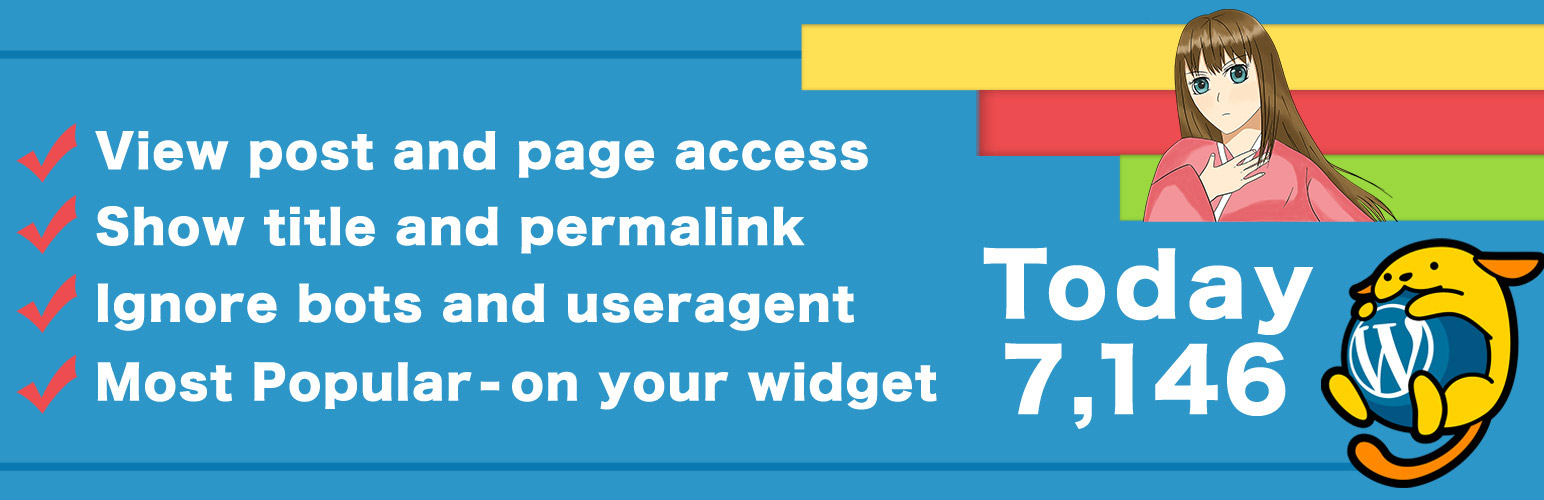 View post and page access
Show title and permalink
Ignore bots and useragent
Most Popular-on your widget
Today
7,146
W